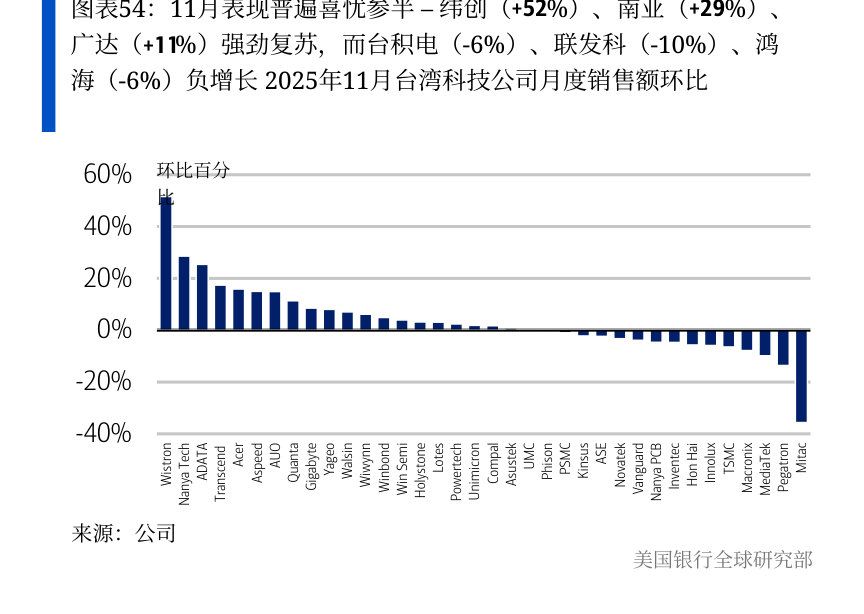 图表54：11月表现普遍喜忧参半 – 纬创（+52%）、南业（+29%）、
广达（+11%）强劲复苏，而台积电（-6%）、联发科（-10%）、鸿
海（-6%）负增长 2025年11月台湾科技公司月度销售额环比
环比百分
比
60%
40%
20%
0%
-20%
-40%
Wistron
Nanya Tech
ADATA
Transcend
Acer
Aspeed
AUO
Quanta
Gigabyte
Yageo
Walsin
Wiwynn
Winbond
Win Semi
Holystone
Lotes
Powertech
Unimicron
Compal
Asustek
UMC
Phison
PSMC
Kinsus
ASE
Novatek
Vanguard
Nanya PCB
Inventec
Hon Hai
Innolux
TSMC
Macronix
MediaTek
Pegatron
Mitac
来源：公司
美国银行全球研究部